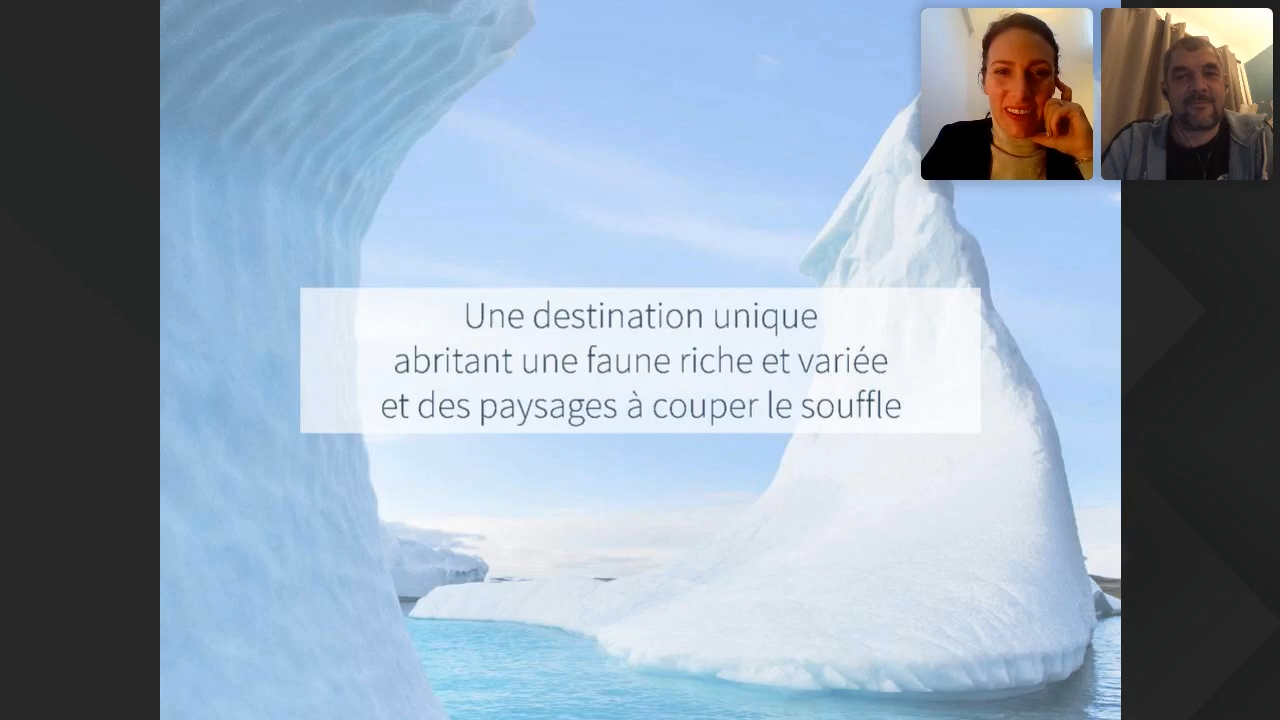 Une destination unique
abritant une faune riche et variée
et des paysages à couper le souffle